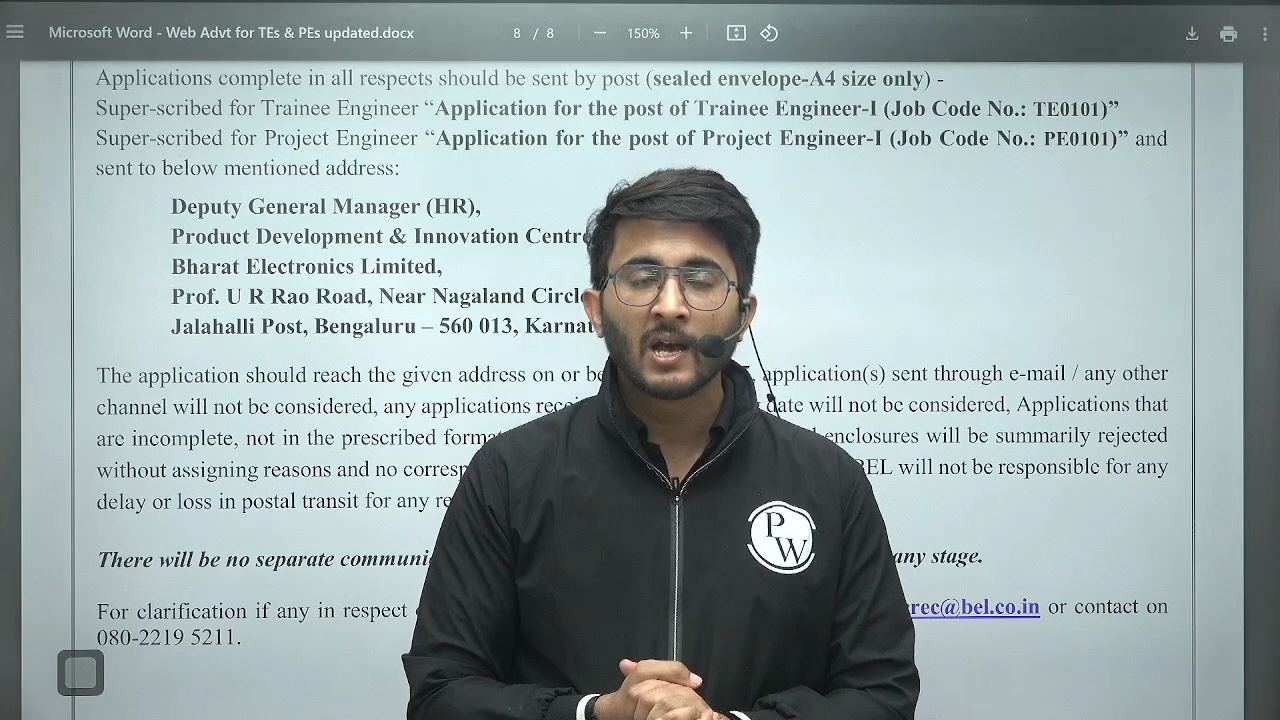 Microsoft Word - Web Advt for TEs & PEs updated.docx 8 / 8 150%
Applications complete in all respects should be sent by post (sealed envelope-A4 size only) -
Super-scribed for Trainee Engineer “Application for the post of Trainee Engineer-I (Job Code No.: TE0101)”
Super-scribed for Project Engineer “Application for the post of Project Engineer-I (Job Code No.: PE0101)” and
sent to below mentioned address:
Deputy General Manager (HR),
Product Development & Innovation Centre
Bharat Electronics Limited,
Prof. U R Rao Road, Near Nagaland Circle
Jalahalli Post, Bengaluru – 560 013,
The application should reach the given address on or application(s) sent through e-mail / any other
channel will not be considered, any applications date will not be considered, Applications that
are incomplete, not in the prescribed enclosures will be summarily rejected
without assigning reasons and no BEL will not be responsible for any
delay or loss in postal transit for any
There will be no separate any stage.
For clarification if any in respect rec@bel.co.in or contact on
080-2219 5211.
P
W